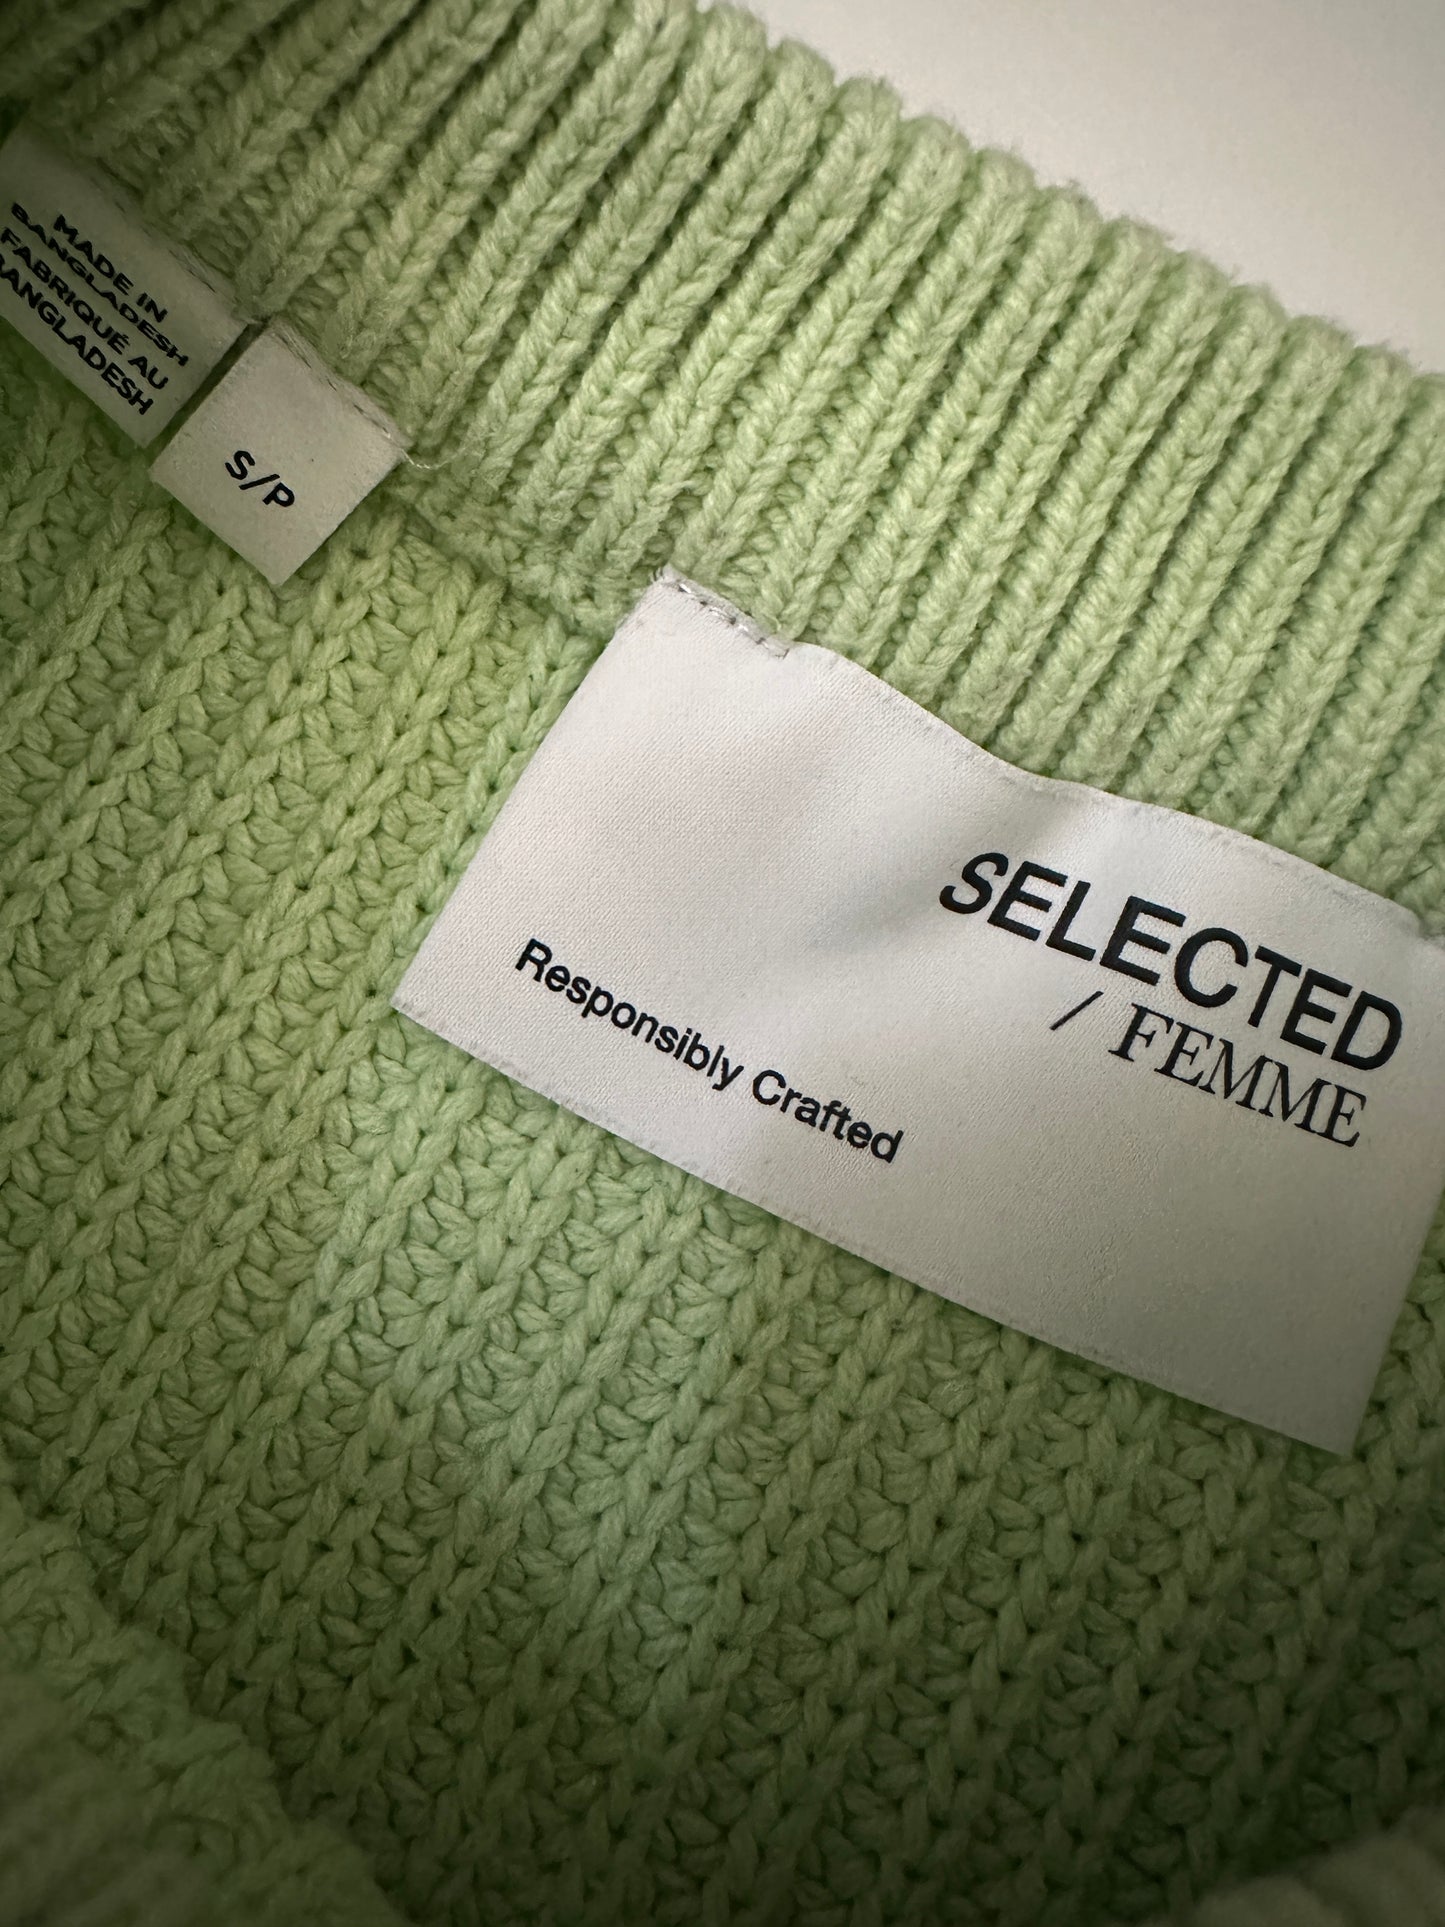 MADE IN
BANGLADESH
FABRIQUÉ AU
BANGLADESH
S/P
SELECTED
/ FEMME
Responsibly Crafted